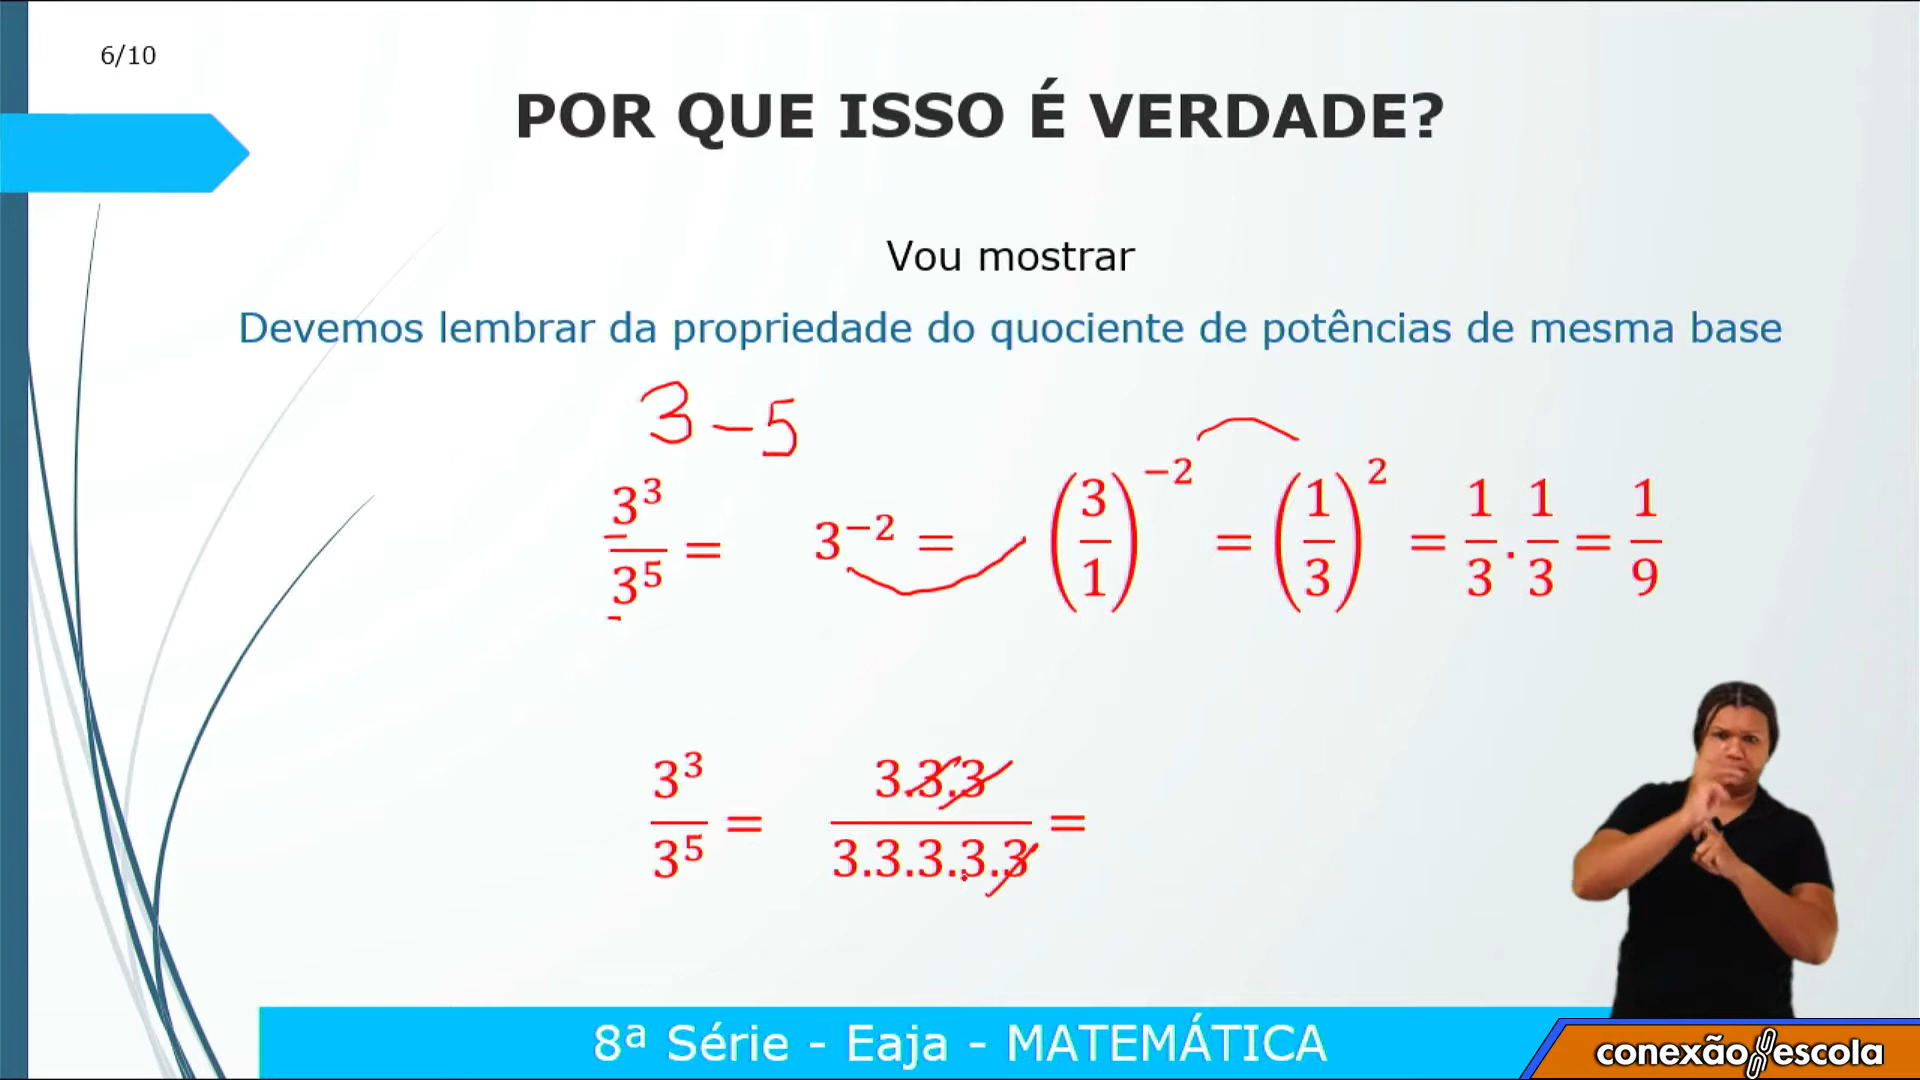 6/10
POR QUE ISSO É VERDADE?
Vou mostrar
Devemos lembrar da propriedade do quociente de potências de mesma base
3-5
3³/3⁵ = 3⁻² = (3/1)⁻² = (1/3)² = 1/3 . 1/3 = 1/9
3³/3⁵ = 3.3.3/3.3.3.3.3 =
8ª Série - Eaja - MATEMÁTICA
conexão escola